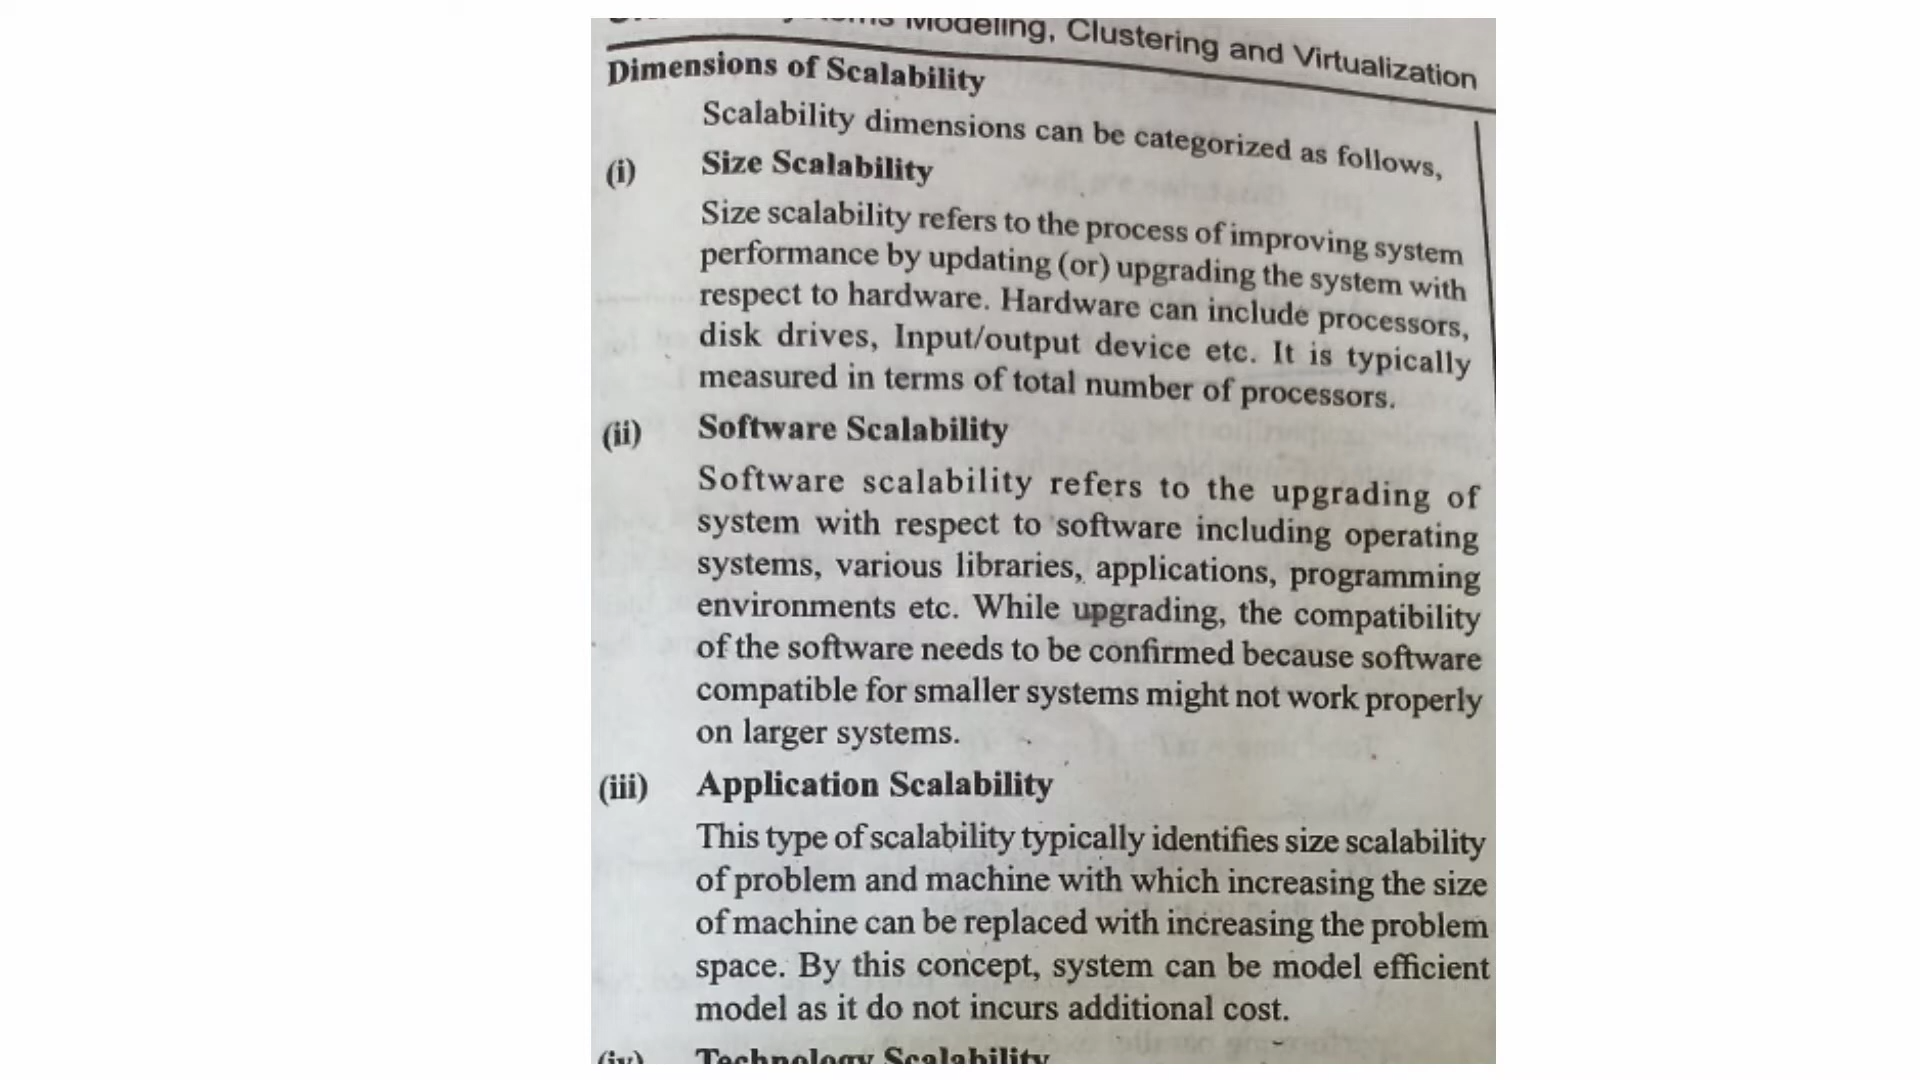 Modeling, Clustering and Virtualization
Dimensions of Scalability
Scalability dimensions can be categorized as follows,
(i) Size Scalability
Size scalability refers to the process of improving system
performance by updating (or) upgrading the system with
respect to hardware. Hardware can include processors,
disk drives, Input/output device etc. It is typically
measured in terms of total number of processors.
(ii) Software Scalability
Software scalability refers to the upgrading of
system with respect to software including operating
systems, various libraries, applications, programming
environments etc. While upgrading, the compatibility
of the software needs to be confirmed because software
compatible for smaller systems might not work properly
on larger systems.
(iii) Application Scalability
This type of scalability typically identifies size scalability
of problem and machine with which increasing the size
of machine can be replaced with increasing the problem
space. By this concept, system can be model efficient
model as it do not incurs additional cost.
(iv) Technology Scalability